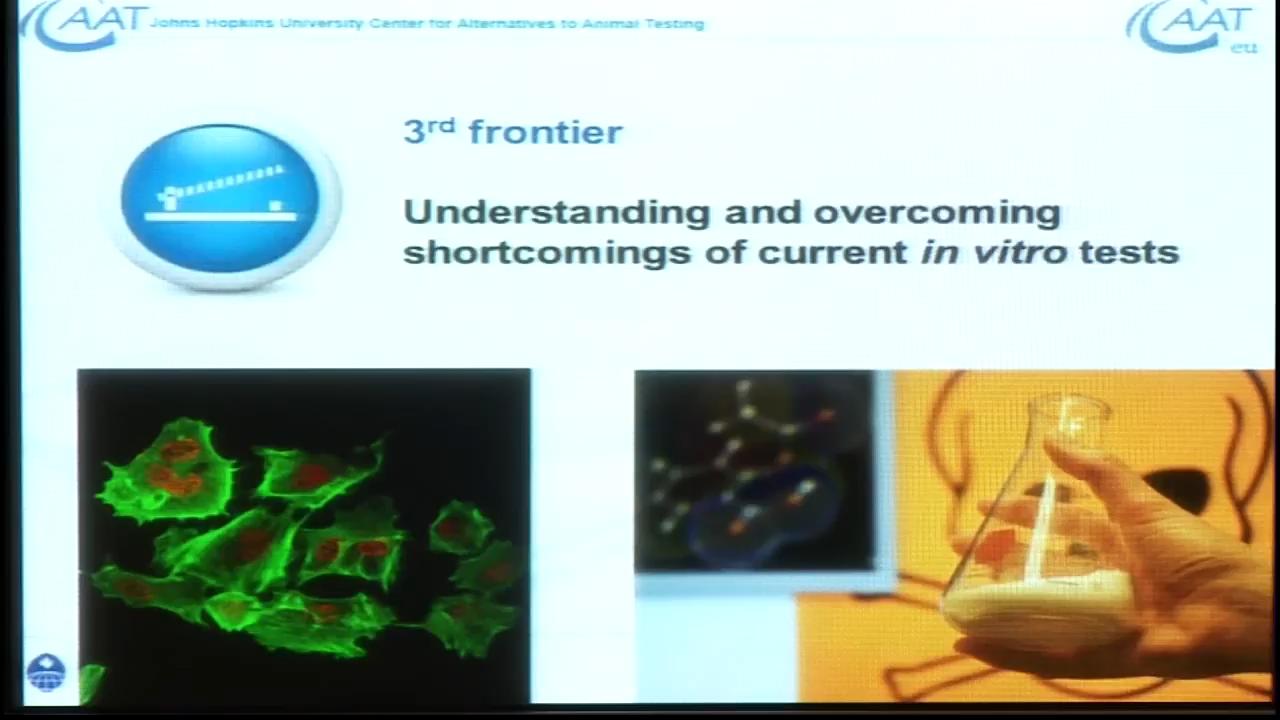 CAAT Johns Hopkins University Center for Alternatives to Animal Testing
CAAT
eu
3rd frontier
Understanding and overcoming
shortcomings of current in vitro tests